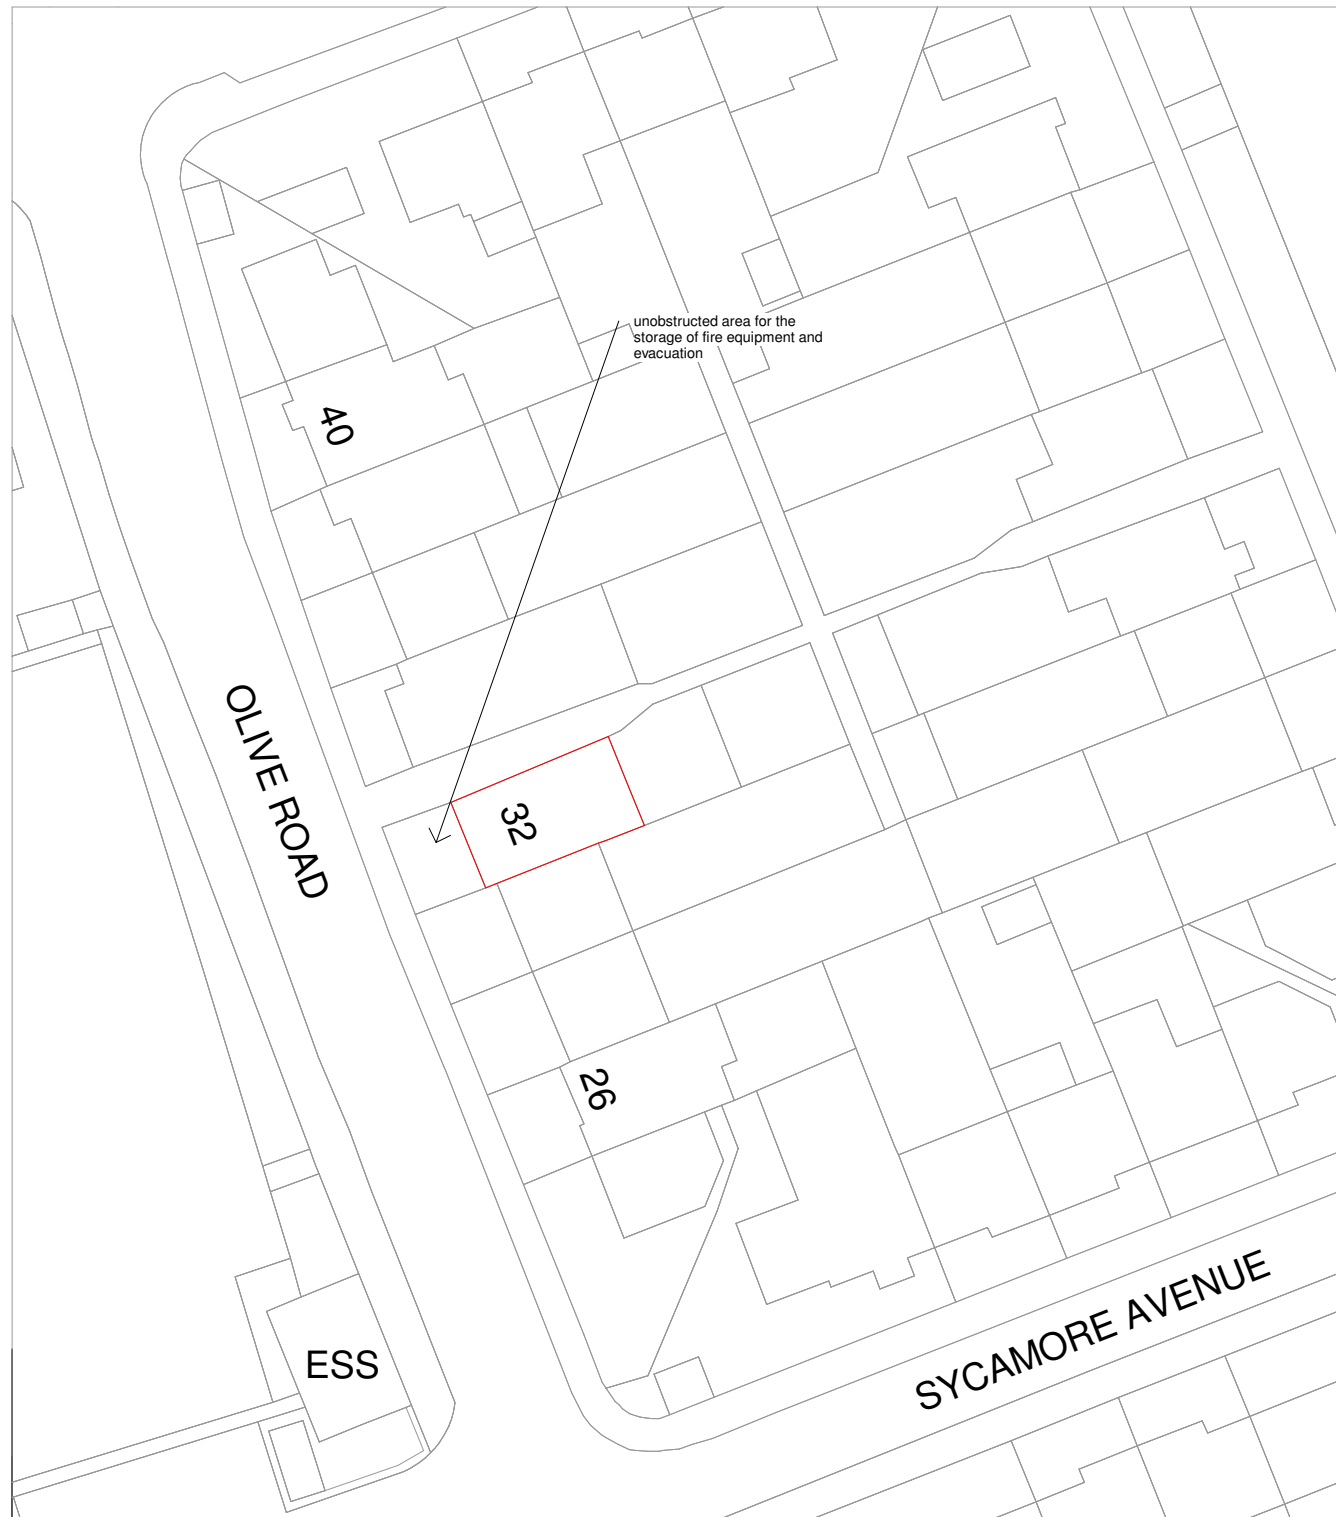 unobstructed area for the
storage of fire equipment and
evacuation
40
OLIVE ROAD
32
26
ESS
SYCAMORE AVENUE